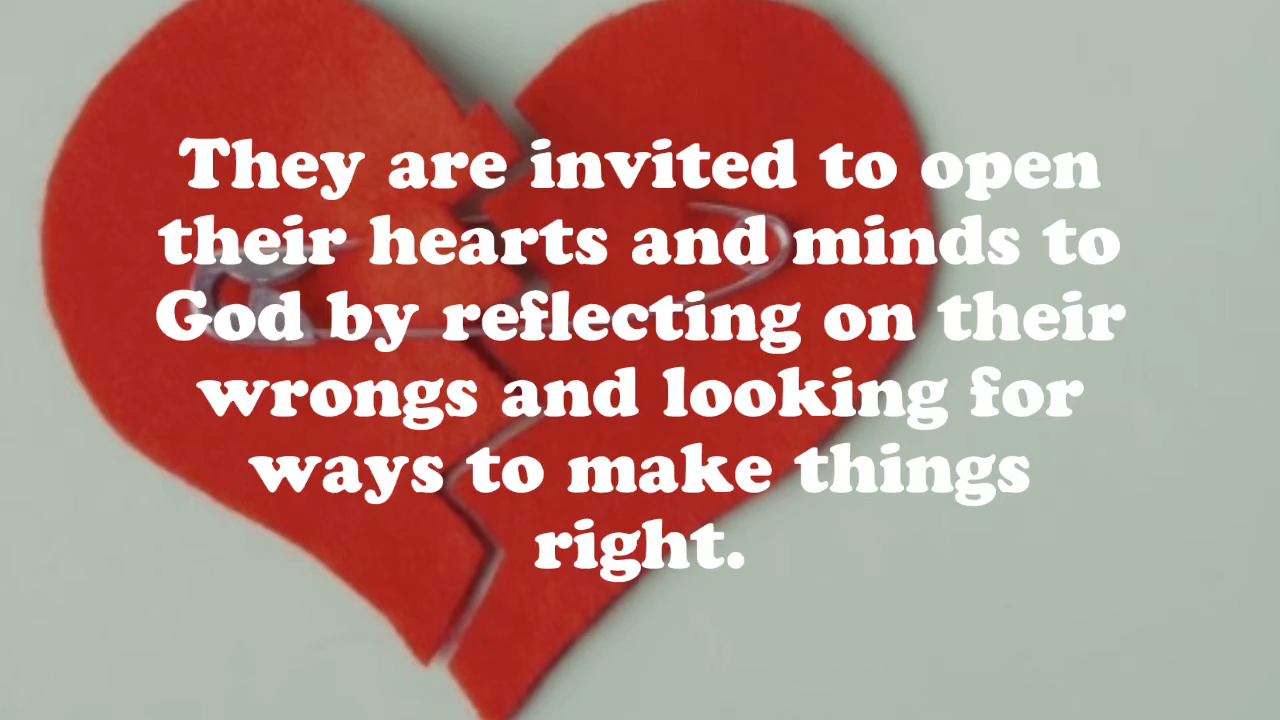 They are invited to open
their hearts and minds to
God by reflecting on their
wrongs and looking for
ways to make things
right.